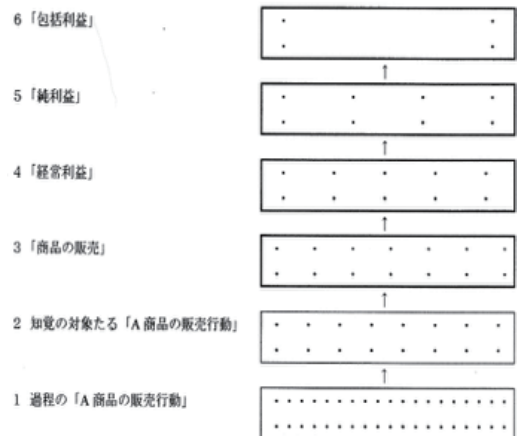 6「包括利益」
5「純利益」
4「経常利益」
3「商品の販売」
2 知覚の対象たる「A商品の販売行動」
1 過程の「A商品の販売行動」